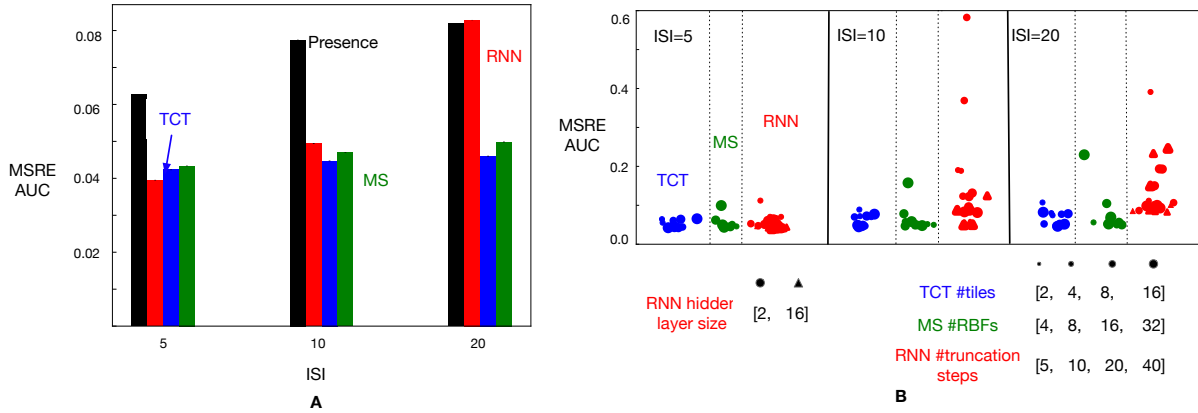 0.08
0.06
0.04
0.02
MSRE
AUC
Presence
RNN
TCT
MS
5
10
20
ISI
A
0.6
0.4
0.2
0.0
MSRE
AUC
ISI=5
ISI=10
ISI=20
TCT
MS
RNN
RNN hidder
layer size
[2, 16]
TCT #tiles
[2, 4, 8, 16]
MS #RBFs
[4, 8, 16, 32]
RNN #truncation
steps
[5, 10, 20, 40]
B